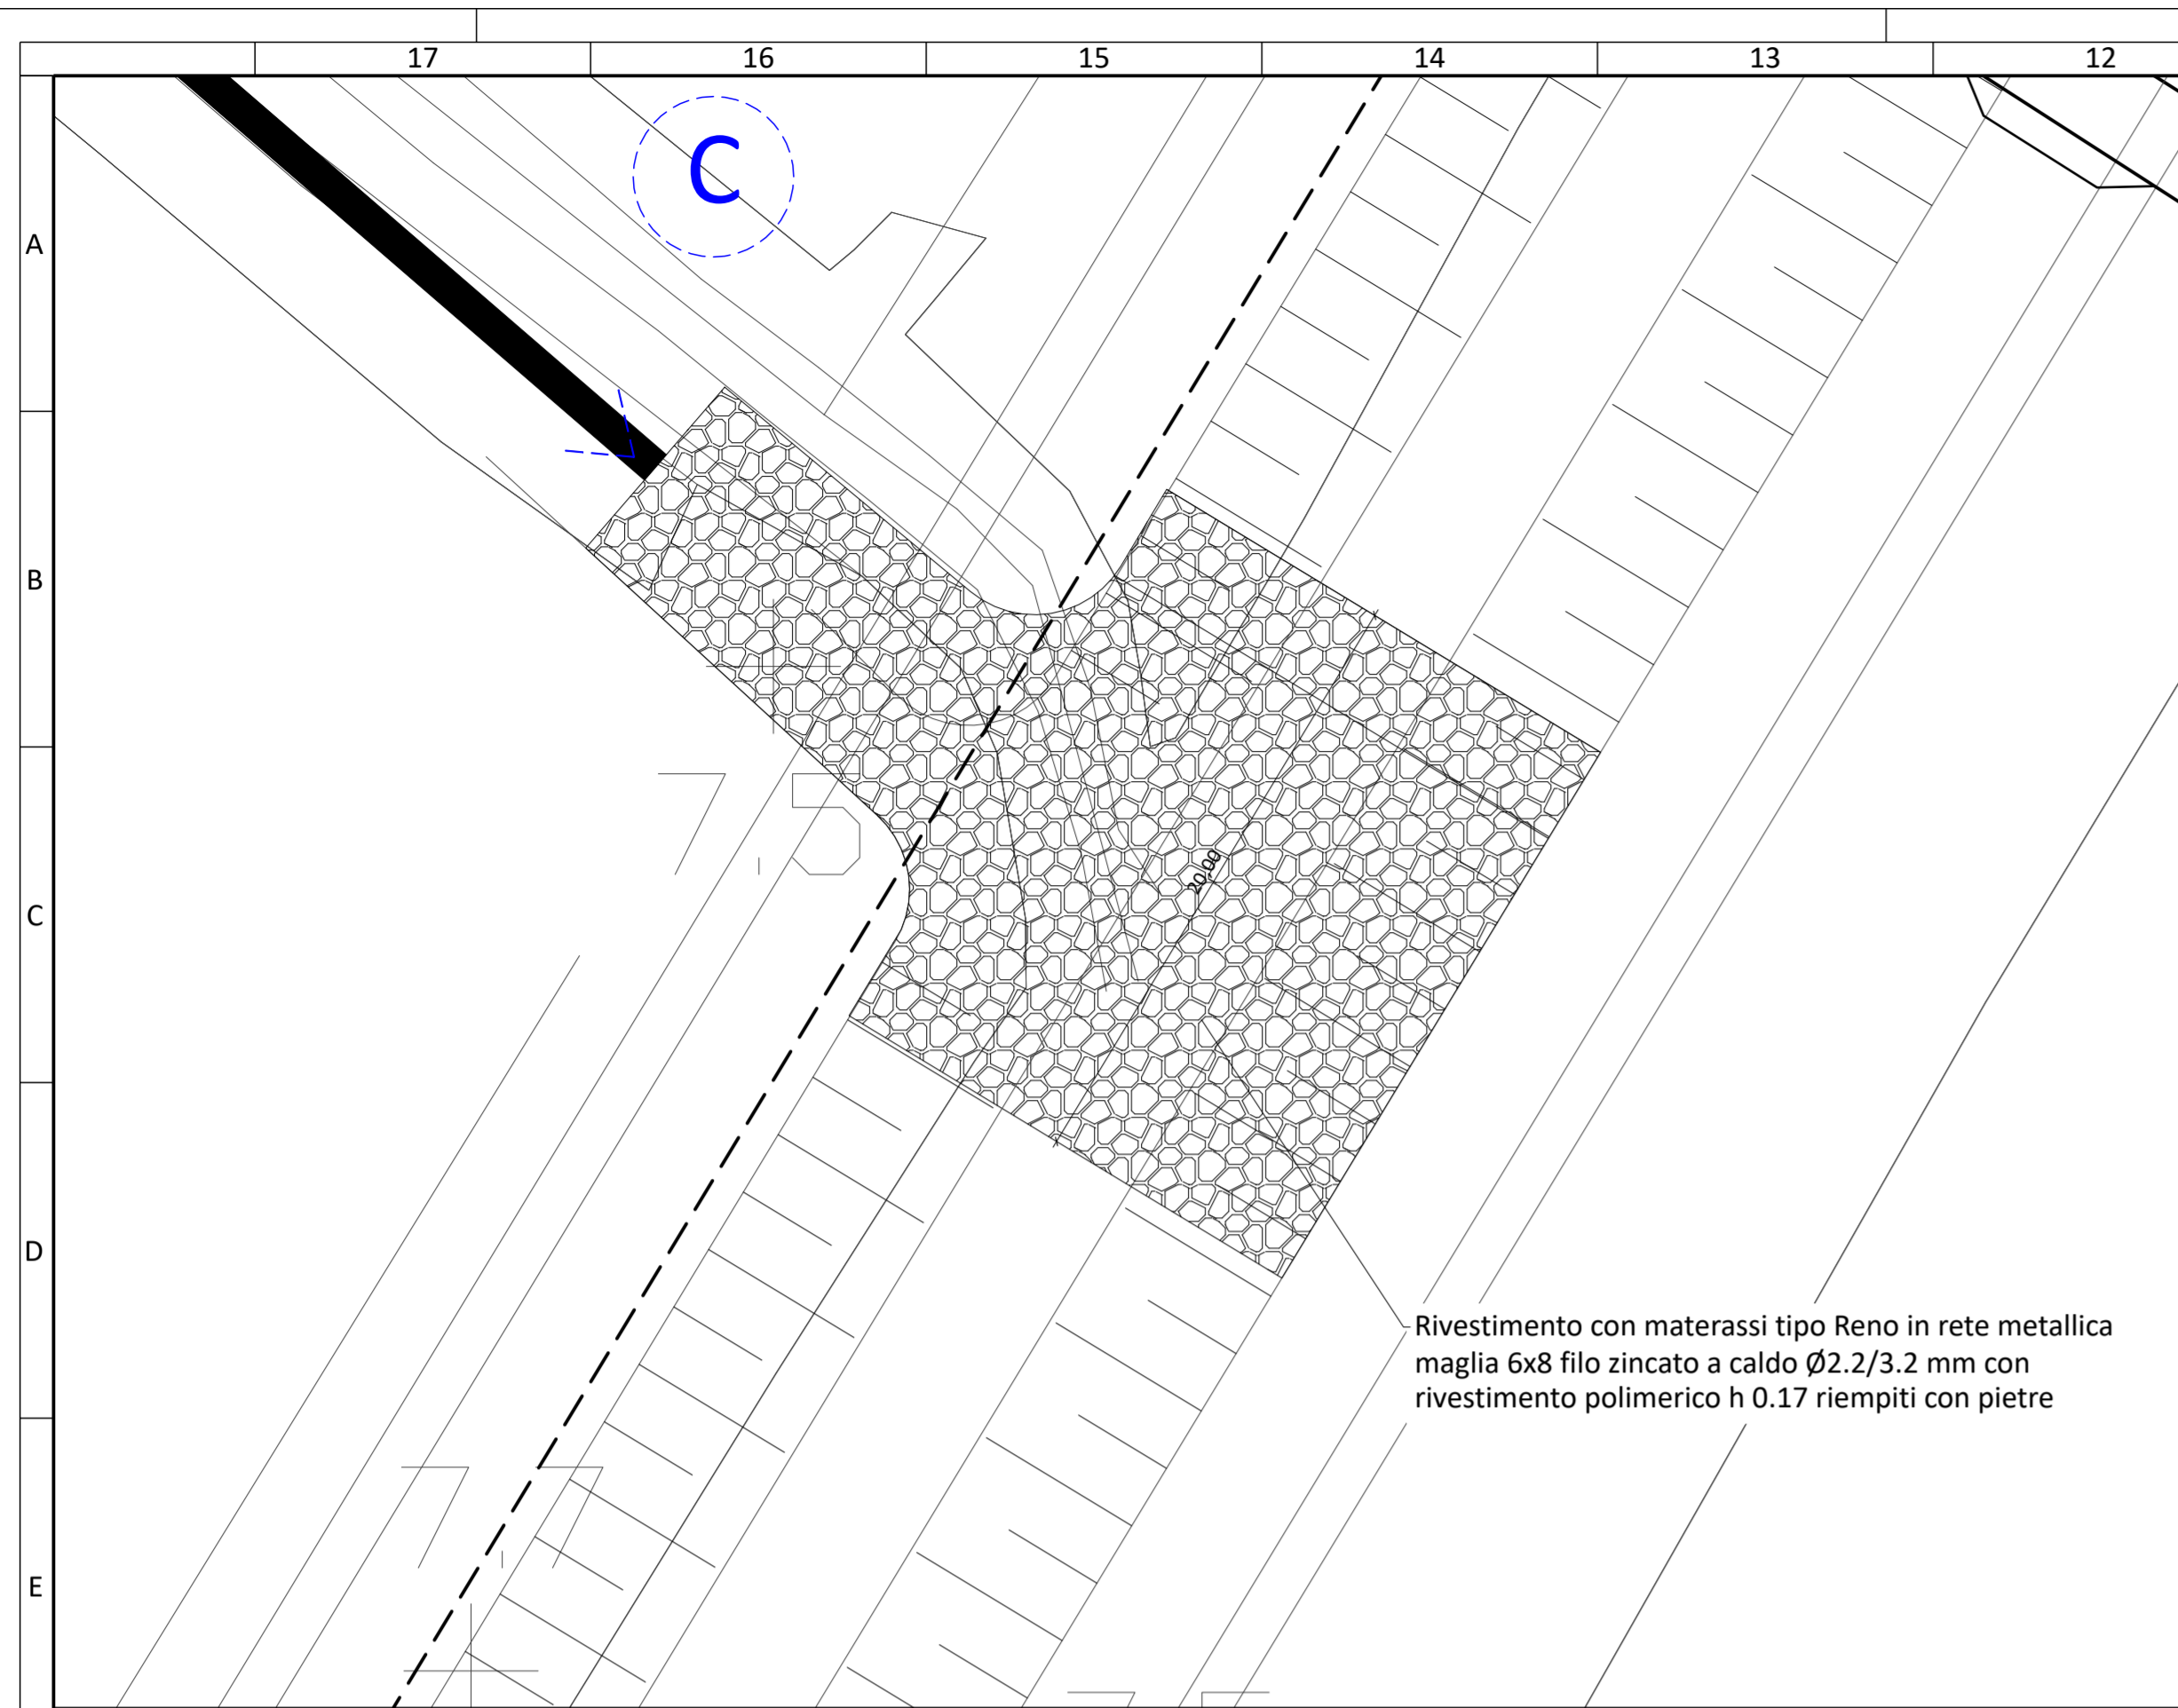 17 16 15 14 13 12
C
A
B
C
20,00
D
Rivestimento con materassi tipo Reno in rete metallica
maglia 6x8 filo zincato a caldo Ø2.2/3.2 mm con
rivestimento polimerico h 0.17 riempiti con pietre
E